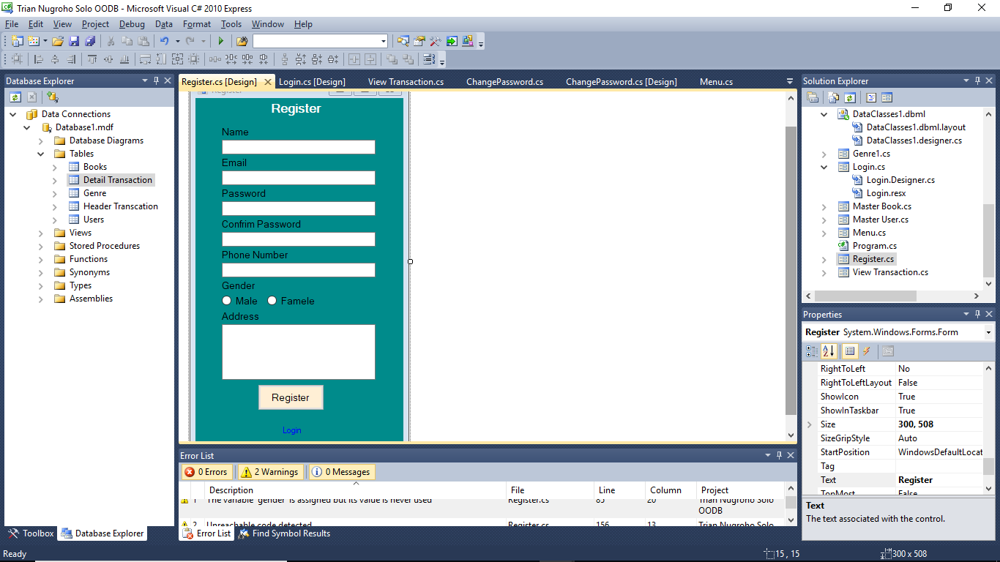 Trian Nugroho Solo OODB - Microsoft Visual C# 2010 Express
File Edit View Project Debug Data Format Tools Window Help
Database Explorer
Data Connections
Database1.mdf
Database Diagrams
Tables
Books
Detail Transaction
Genre
Header Transcation
Users
Views
Stored Procedures
Functions
Synonyms
Types
Assemblies
Toolbox
Database Explorer
Register.cs [Design] Login.cs [Design] View Transaction.cs ChangePassword.cs ChangePassword.cs [Design] Menu.cs
Register
Register
Name
Email
Password
Confrim Password
Phone Number
Gender
Male Famele
Address
Register
Login
Error List
0 Errors 2 Warnings 0 Messages
Description File Line Column Project
1 The variable 'gender' is assigned but its value is never used Register.cs 85 20 Trian Nugroho Solo
OODB
2 Unreachable code detected Register.cs 156 13 Trian Nugroho Solo
Error List Find Symbol Results
Solution Explorer
DataClasses1.dbml
DataClasses1.dbml.layout
DataClasses1.designer.cs
Genre1.cs
Login.cs
Login.Designer.cs
Login.resx
Master Book.cs
Master User.cs
Menu.cs
Program.cs
Register.cs
View Transaction.cs
Properties
Register System.Windows.Forms.Form
RightToLeft No
RightToLeftLayout False
ShowIcon True
ShowInTaskbar True
Size 300, 508
SizeGripStyle Auto
StartPosition WindowsDefaultLocat
Tag
Text Register
TopMost False
Text
The text associated with the control.
Ready 15 , 15 300 x 508